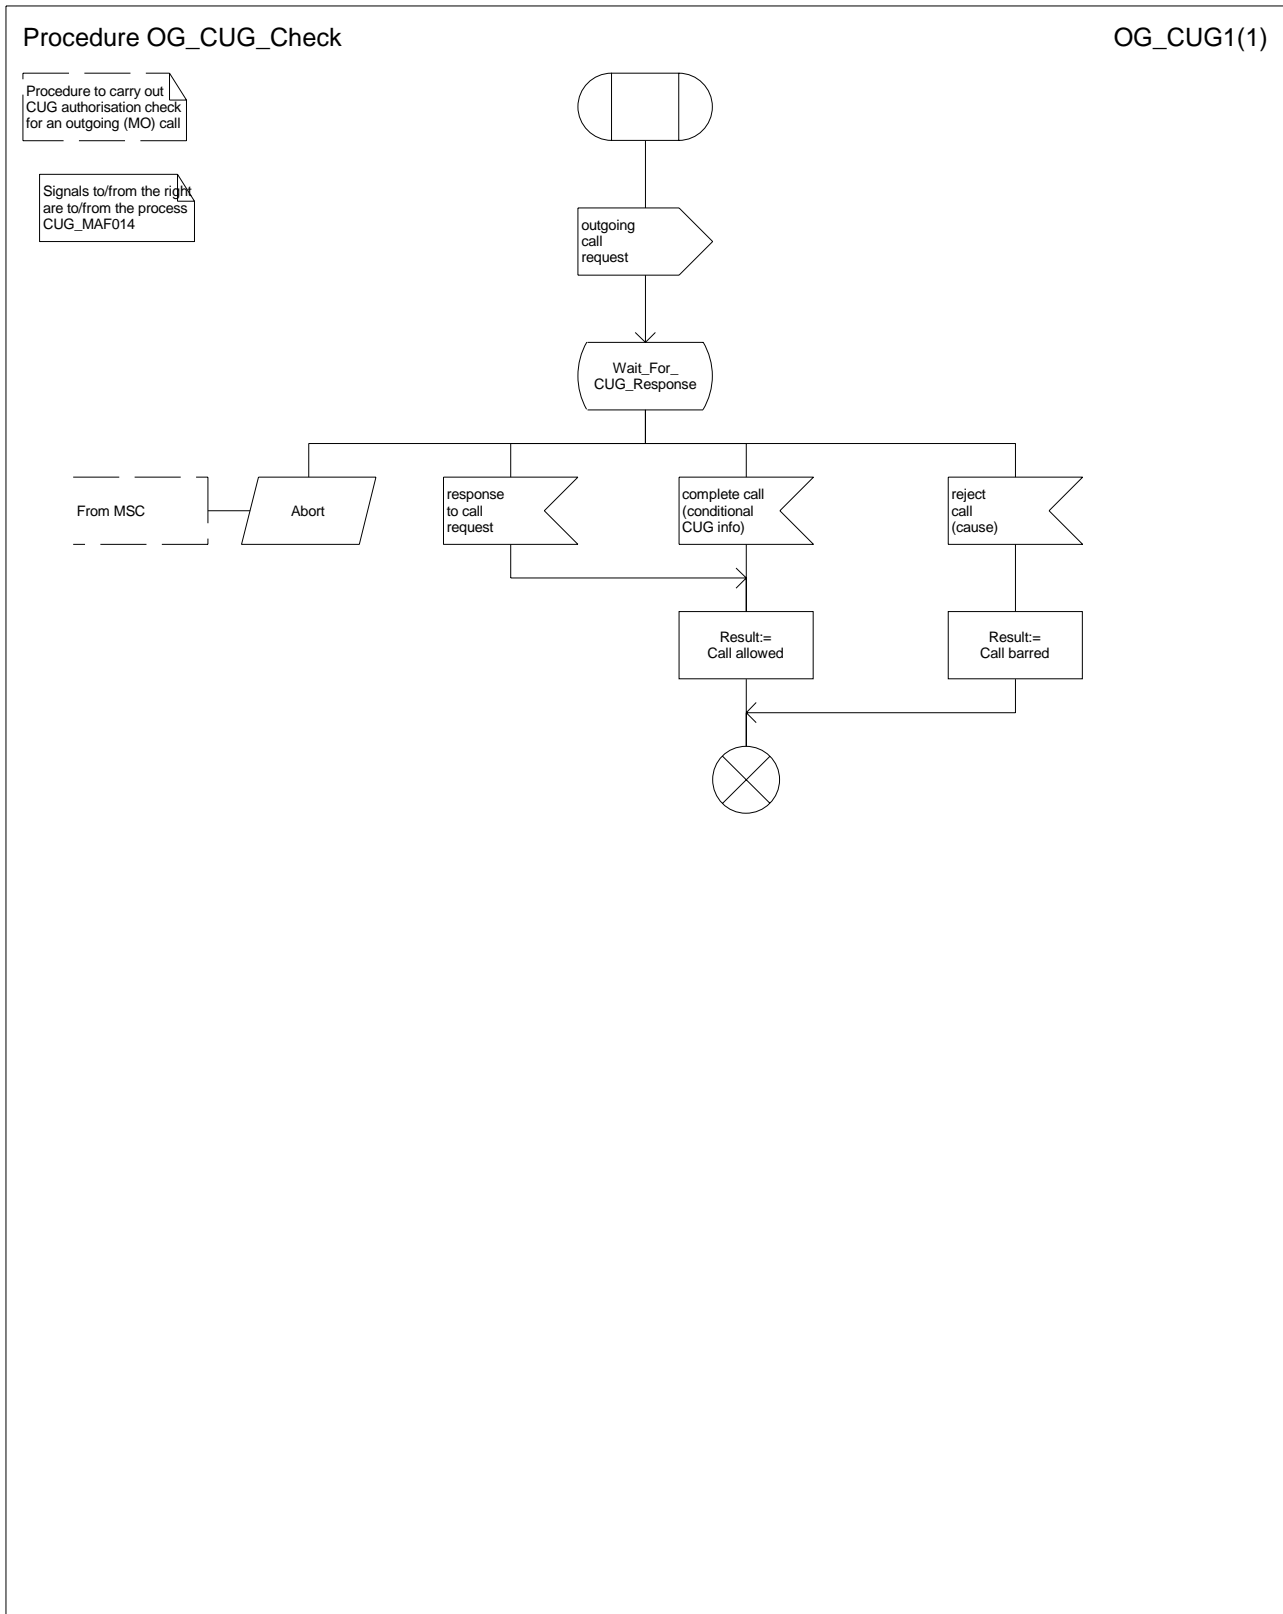 Procedure OG_CUG_Check
OG_CUG1(1)
Procedure to carry out
CUG authorisation check
for an outgoing (MO) call
Signals to/from the right
are to/from the process
CUG_MAF014
outgoing
call
request
Wait_For_
CUG_Response
From MSC
Abort
response
to call
request
complete call
(conditional
CUG info)
reject
call
(cause)
Result:=
Call allowed
Result:=
Call barred